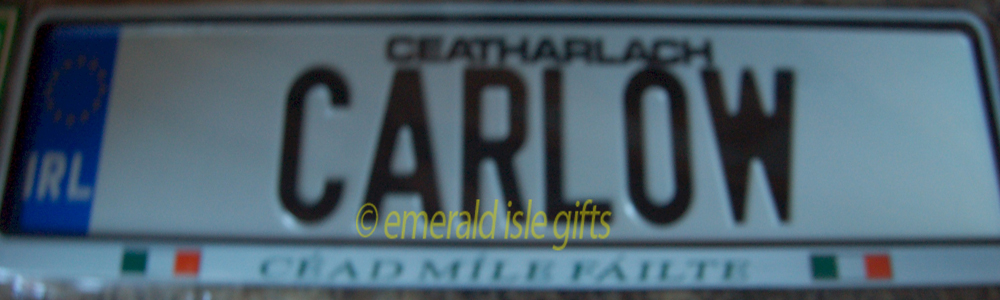 CEATHARLACH
IRL CARLOW
© emerald isle gifts
CÉAD MÍLE FÁILTE